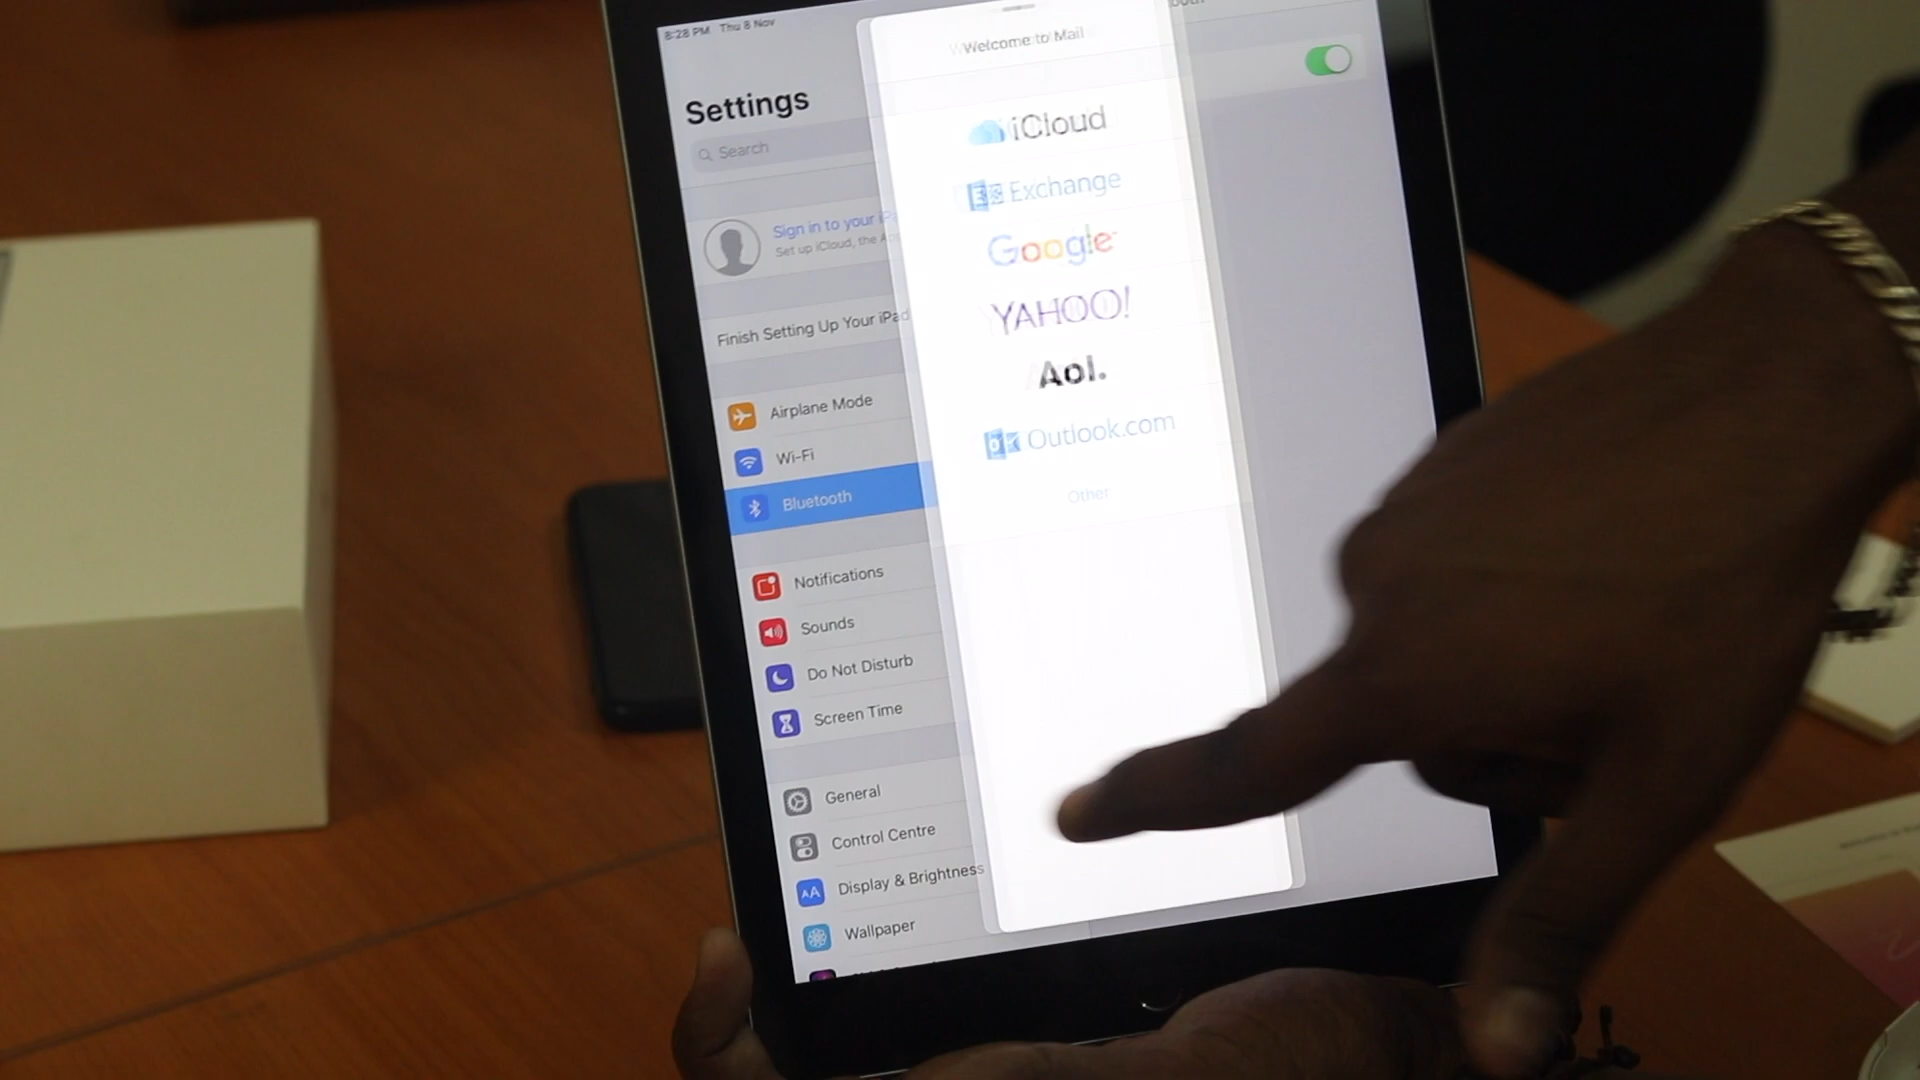 8:28 PM Thu 8 Nov
Settings
Search
Sign in to your iPa
Set up iCloud, the
Finish Setting Up Your iPad
Airplane Mode
Wi-Fi
Bluetooth
Notifications
Sounds
Do Not Disturb
Screen Time
General
Control Centre
Display & Brightness
AA
Wallpaper
Welcome to Mail
iCloud
Exchange
Google
YAHOO!
Aol.
Outlook.com
Other